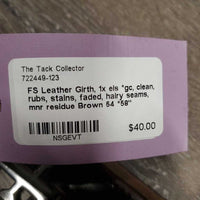 The Tack Collector
722449-123
FS Leather Girth, 1x els *gc, clean,
rubs, stains, faded, hairy seams,
mnr residue Brown 54 *58"
$40.00
NSGEVT